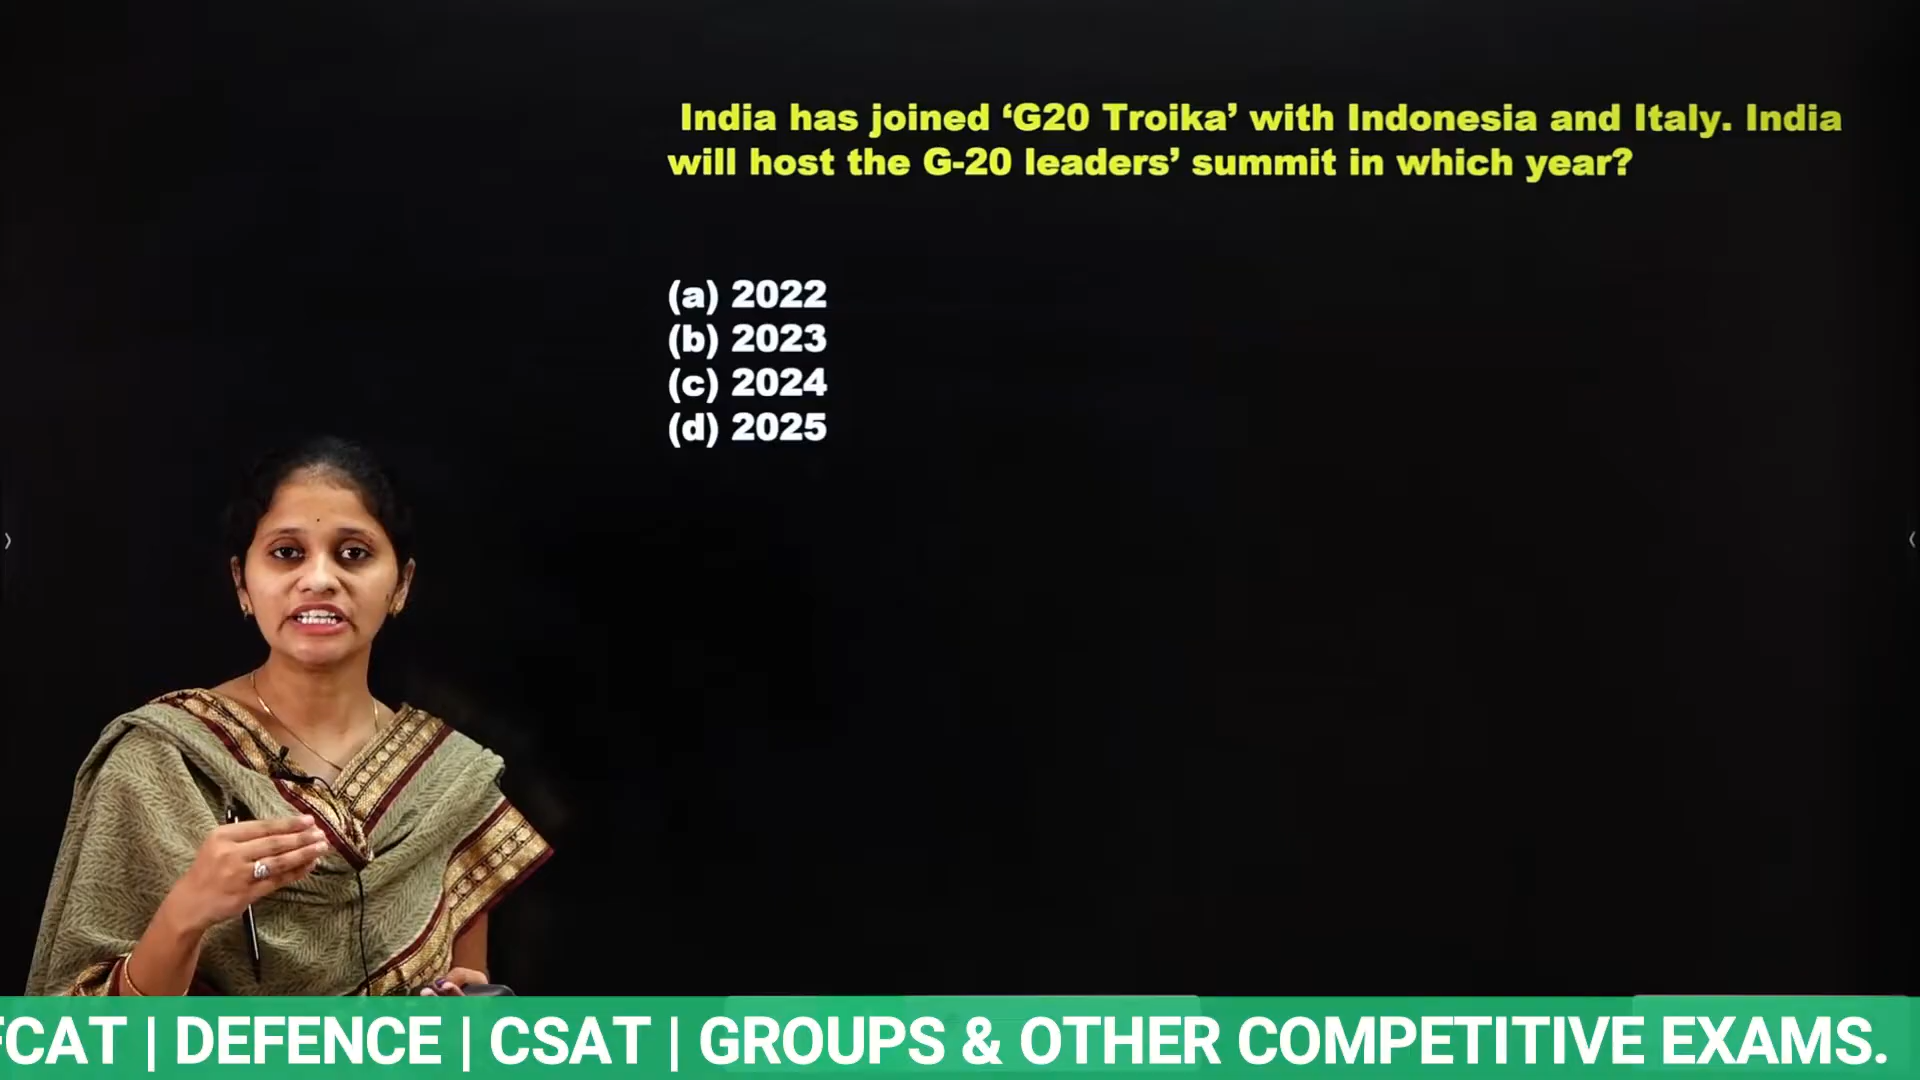 India has joined ‘G20 Troika’ with Indonesia and Italy. India
will host the G-20 leaders’ summit in which year?
(a) 2022
(b) 2023
(c) 2024
(d) 2025
FCAT | DEFENCE | CSAT | GROUPS & OTHER COMPETITIVE EXAMS.